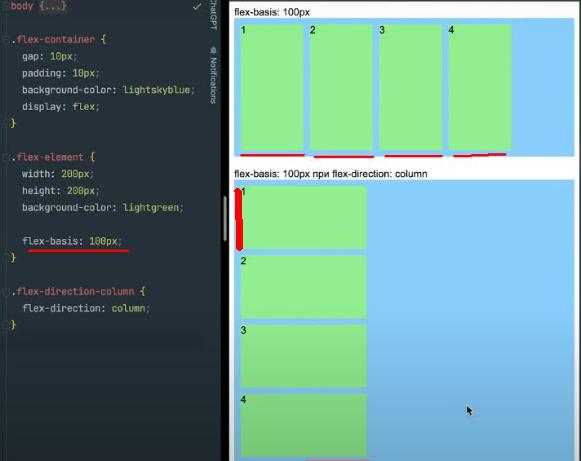 body {...}
.flex-container {
gap: 10px;
padding: 10px;
background-color: lightskyblue;
display: flex;
}
.flex-element {
width: 200px;
height: 200px;
background-color: lightgreen;
flex-basis: 100px;
}
.flex-direction-column {
flex-direction: column;
}
ChatGPT
Notifications
flex-basis: 100px
1 2 3 4
flex-basis: 100px при flex-direction: column
1
2
3
4